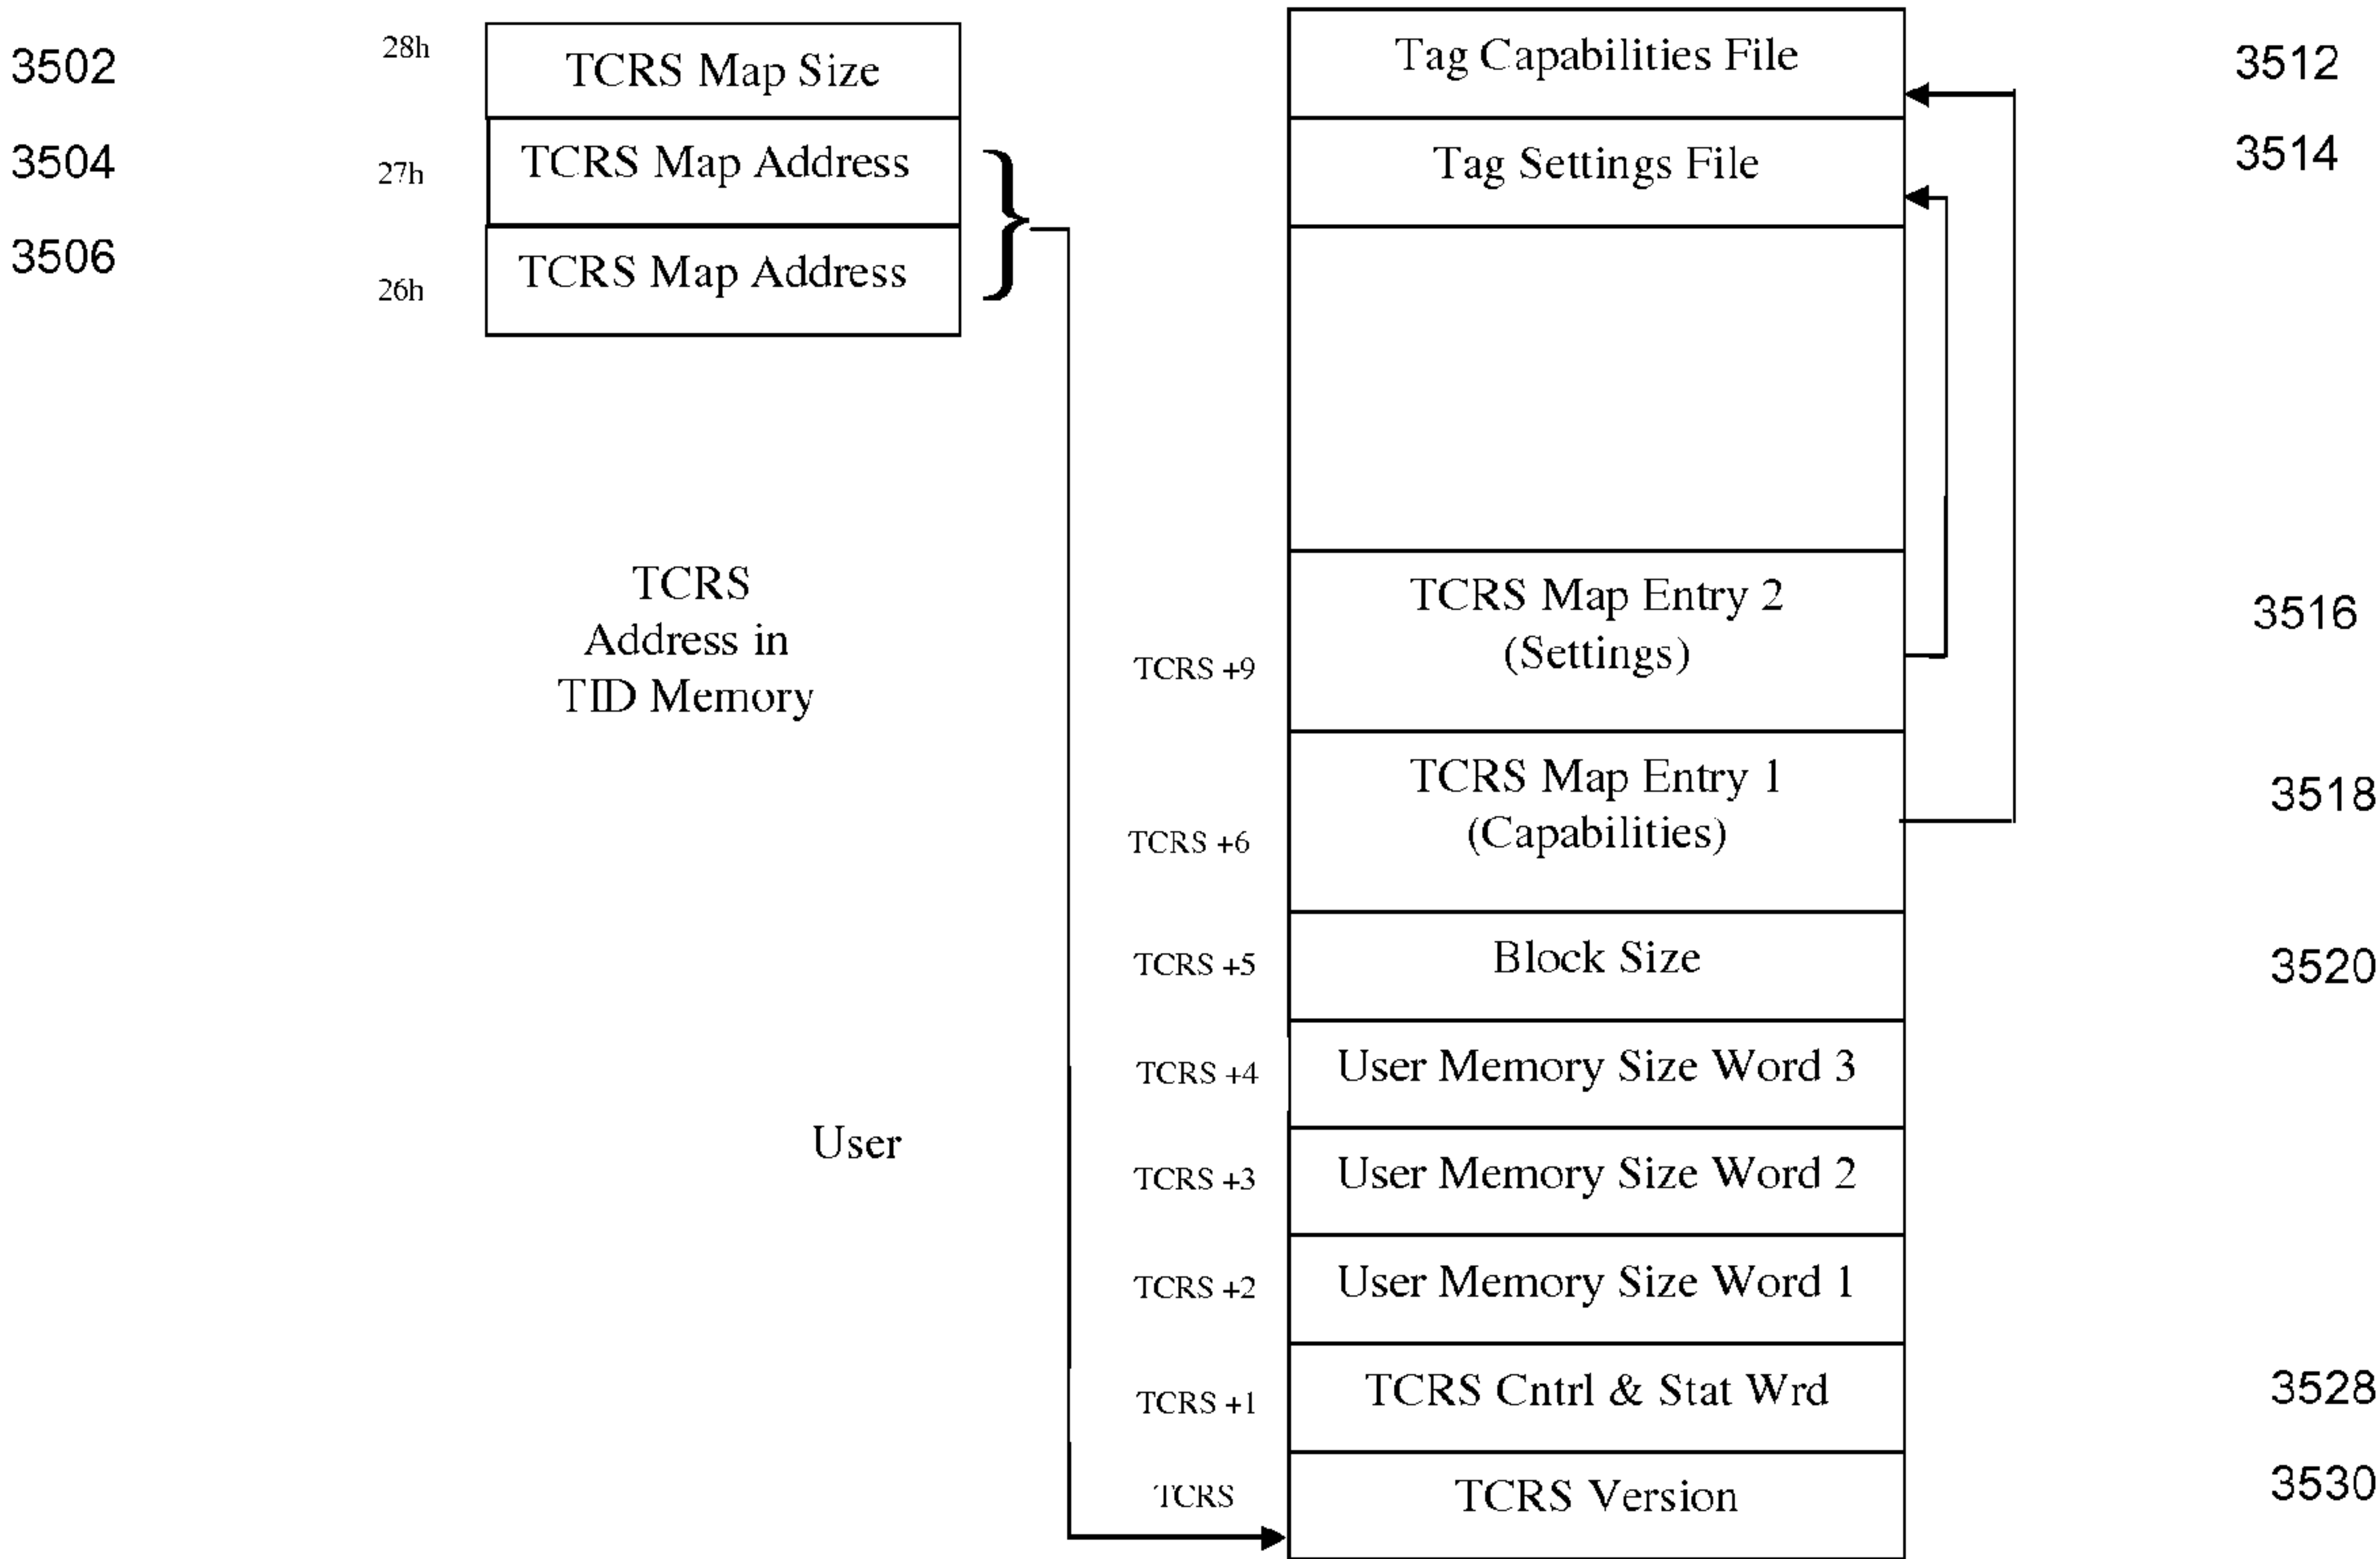 3502
28h
TCRS Map Size
3504
27h
TCRS Map Address
3506
26h
TCRS Map Address
}
TCRS
Address in
TID Memory
User
Tag Capabilities File
3512
Tag Settings File
3514
TCRS Map Entry 2
(Settings)
TCRS +9
3516
TCRS Map Entry 1
(Capabilities)
TCRS +6
3518
TCRS +5
Block Size
3520
TCRS +4
User Memory Size Word 3
TCRS +3
User Memory Size Word 2
TCRS +2
User Memory Size Word 1
TCRS +1
TCRS Cntrl & Stat Wrd
3528
TCRS
TCRS Version
3530